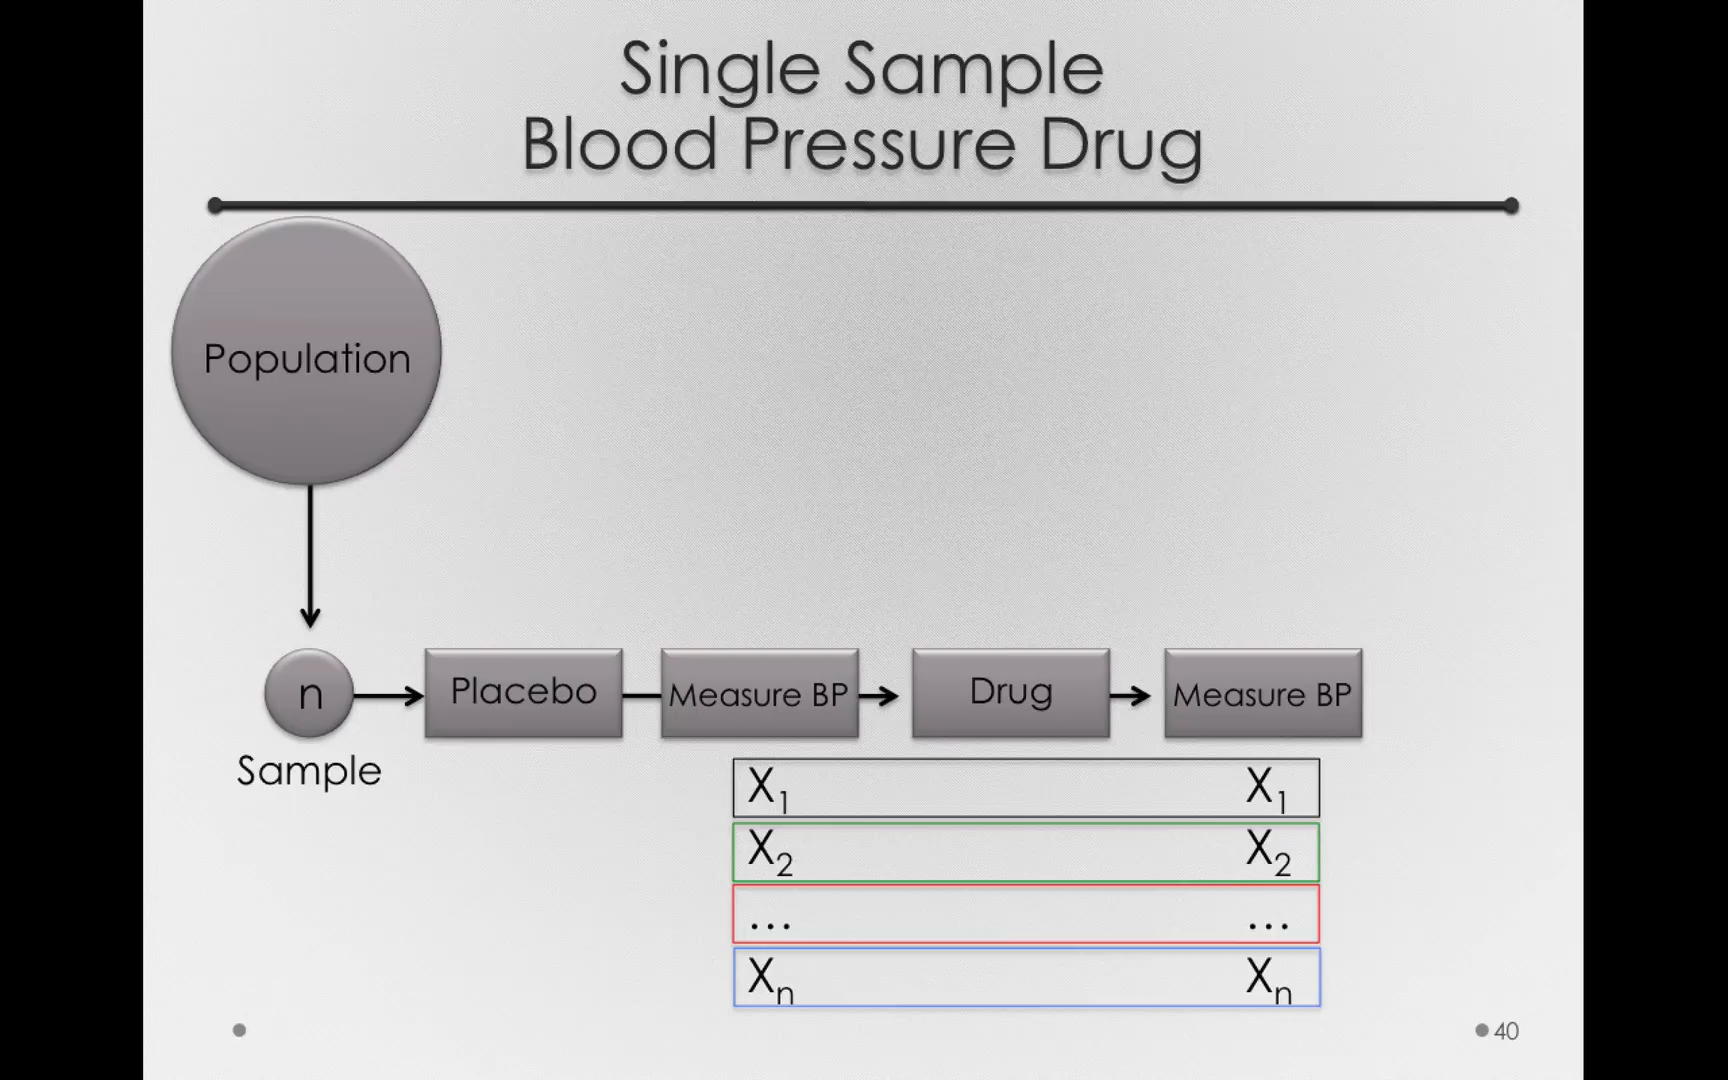 Single Sample
Blood Pressure Drug
Population
n
Placebo
Measure BP
Drug
Measure BP
Sample
X1 X1
X2 X2
... ...
Xn Xn
40